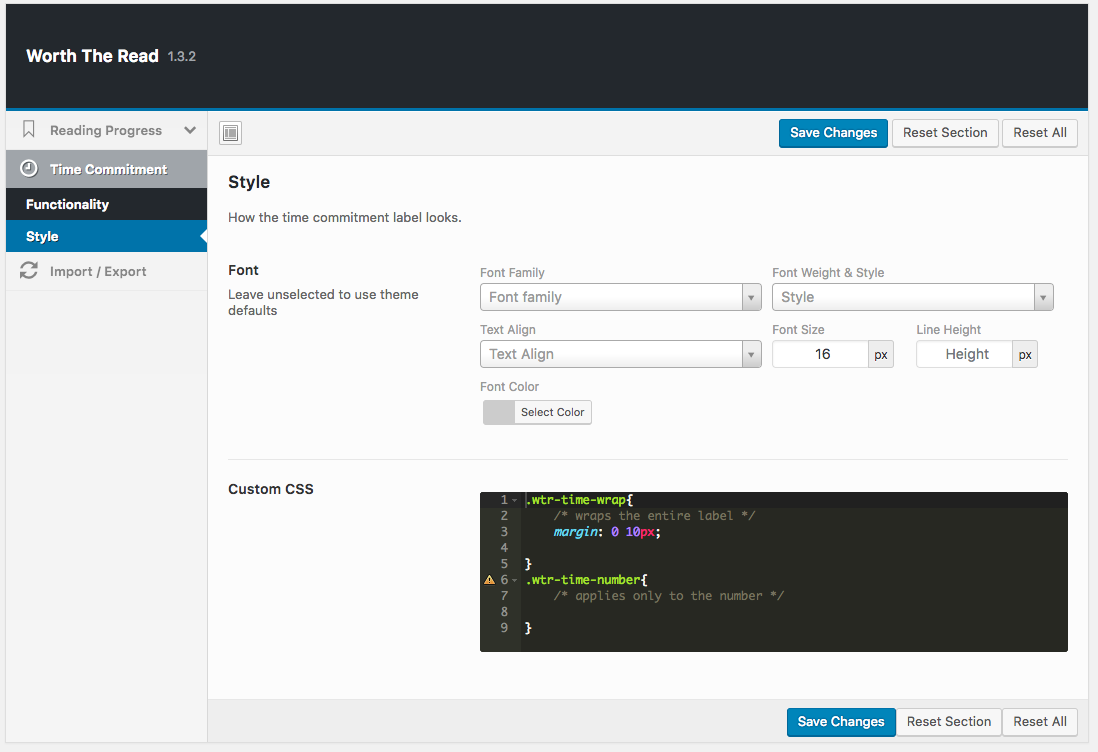 Worth The Read 1.3.2
Reading Progress
Time Commitment
Functionality
Style
Import / Export
Save Changes Reset Section Reset All
Style
How the time commitment label looks.
Font
Leave unselected to use theme
defaults
Font Family Font Weight & Style
Font family Style
Text Align Font Size Line Height
Text Align 16 px Height px
Font Color
Select Color
Custom CSS
1 .wtr-time-wrap{
2 /* wraps the entire label */
3 margin: 0 10px;
4
5 }
6 .wtr-time-number{
7 /* applies only to the number */
8
9 }
Save Changes Reset Section Reset All